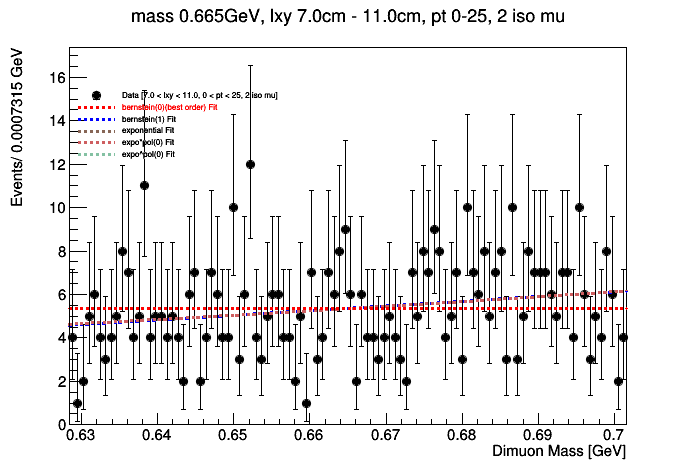 mass 0.665GeV, lxy 7.0cm - 11.0cm, pt 0-25, 2 iso mu
Events/ 0.0007315 GeV
16
14
12
10
8
6
4
2
0
Data [7.0 < lxy < 11.0, 0 < pt < 25, 2 iso mu]
bernstein(0)(best order) Fit
bernstein(1) Fit
exponential Fit
expo*pol(0) Fit
expo*pol(0) Fit
0.63 0.64 0.65 0.66 0.67 0.68 0.69 0.7
Dimuon Mass [GeV]